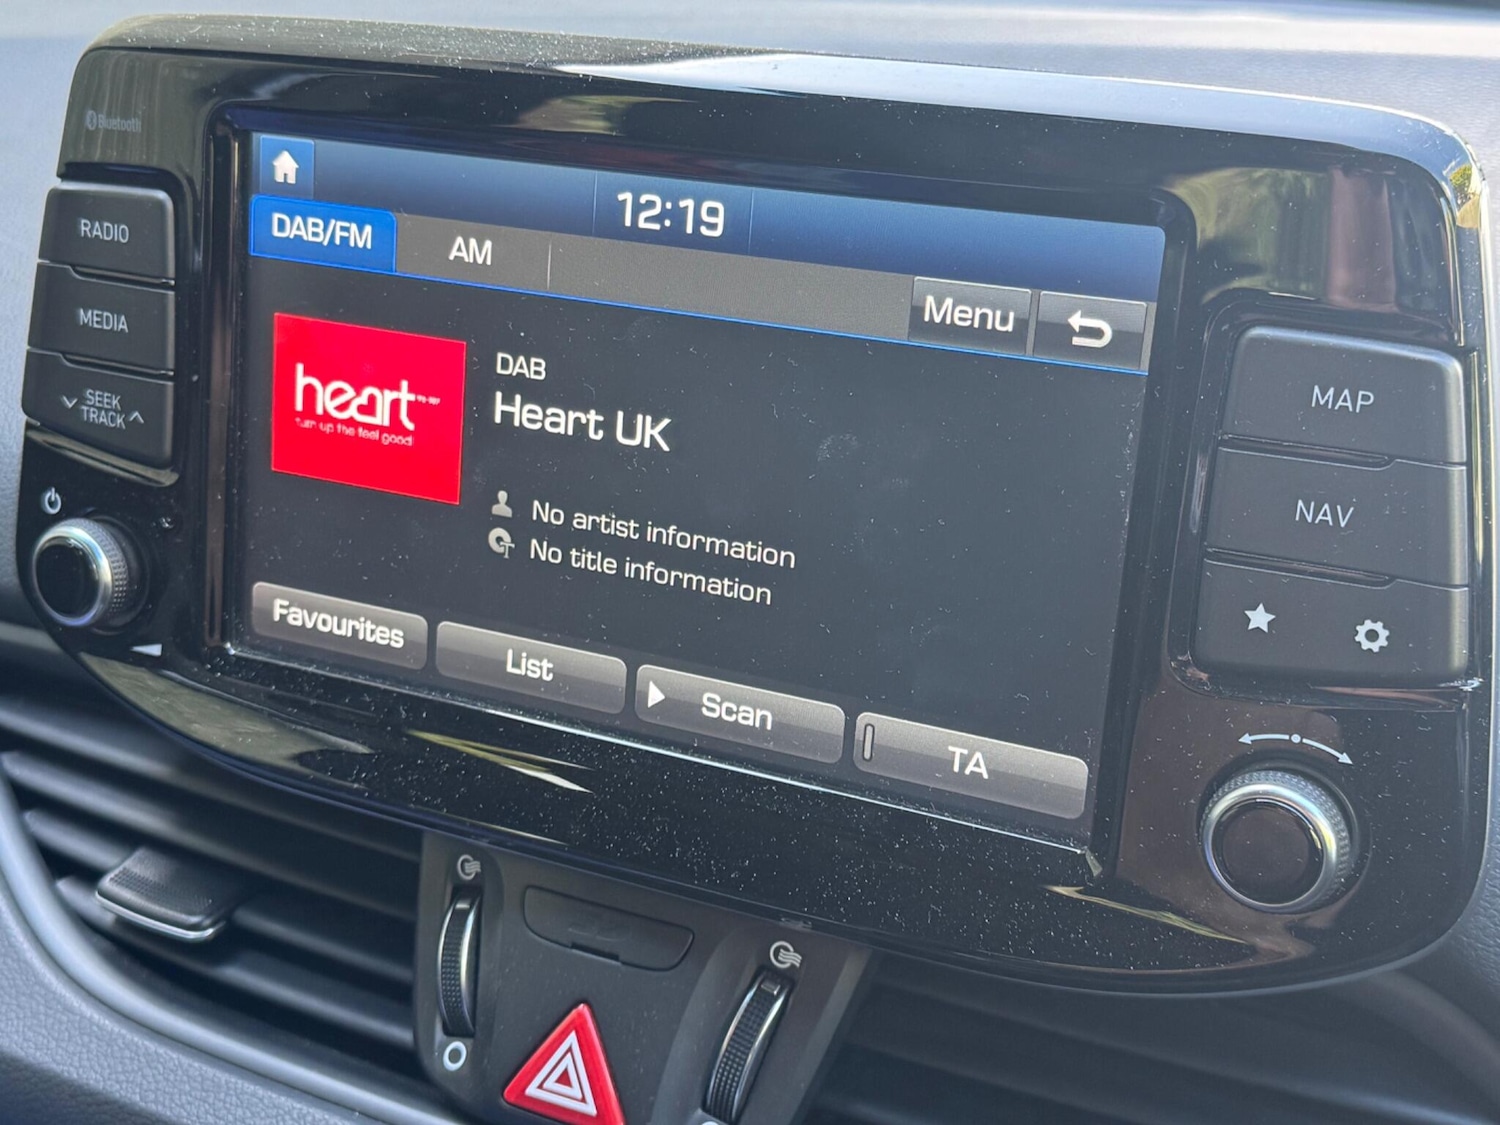 Bluetooth
RADIO
MEDIA
SEEK
TRACK
12:19
DAB/FM
AM
Menu
heart
turn up the feel good!
DAB
Heart UK
No artist information
No title information
Favourites
List
Scan
TA
MAP
NAV